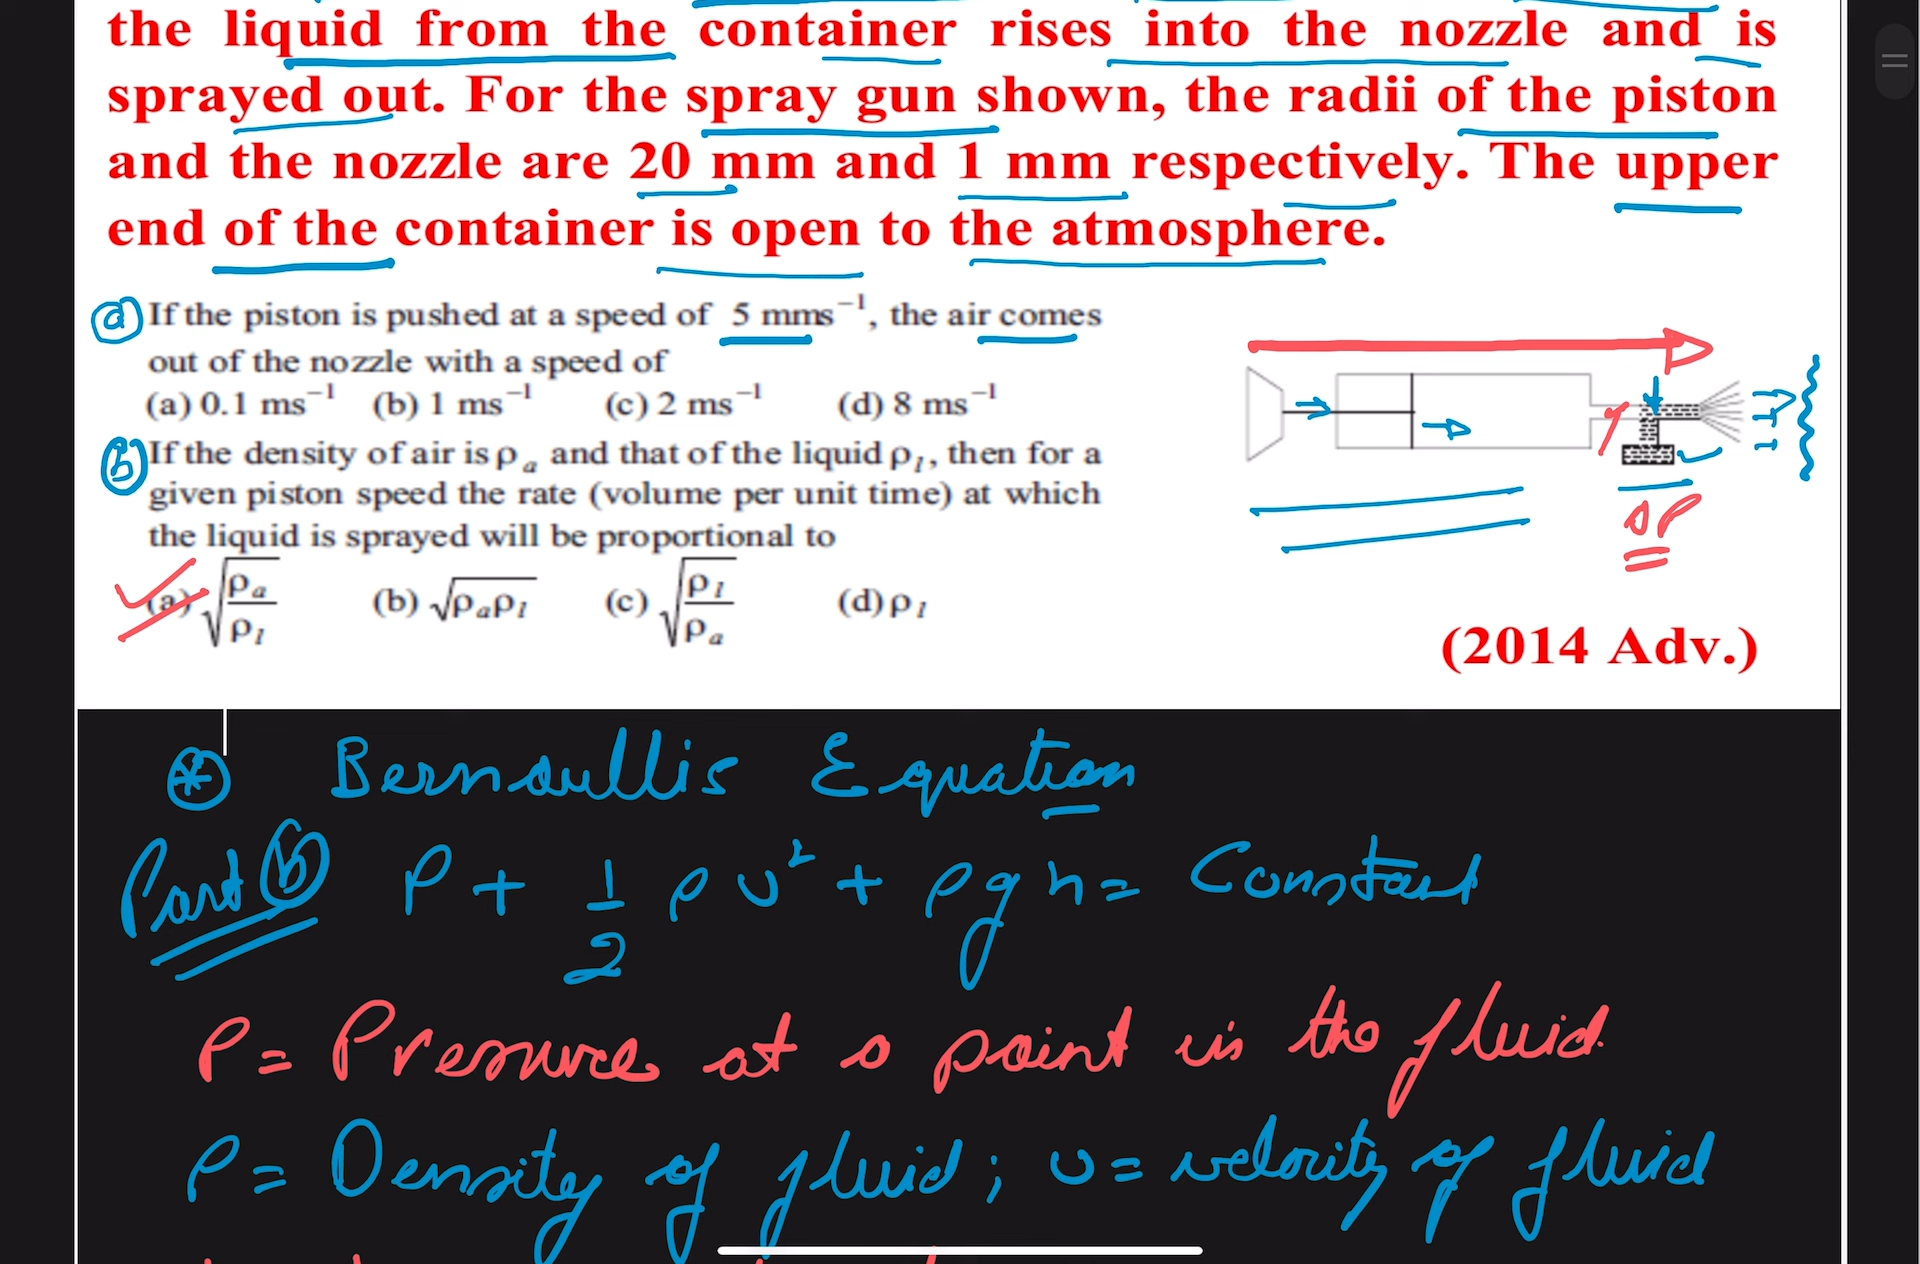 the liquid from the container rises into the nozzle and is
sprayed out. For the spray gun shown, the radii of the piston
and the nozzle are 20 mm and 1 mm respectively. The upper
end of the container is open to the atmosphere.
(a) If the piston is pushed at a speed of 5 mms⁻¹, the air comes
out of the nozzle with a speed of
(a) 0.1 ms⁻¹ (b) 1 ms⁻¹ (c) 2 ms⁻¹ (d) 8 ms⁻¹
(b) If the density of air is ρₐ and that of the liquid ρₗ, then for a
given piston speed the rate (volume per unit time) at which
the liquid is sprayed will be proportional to
(a) √(ρₐ/ρₗ) (b) √(ρₐρₗ) (c) √(ρₗ/ρₐ) (d) ρₗ
ΔP
(2014 Adv.)
Bernoullis Equation
Part (b) P + 1/2 ρv² + ρgh = Constant
P = Pressure at a point in the fluid.
ρ = Density of fluid; v = velocity of fluid